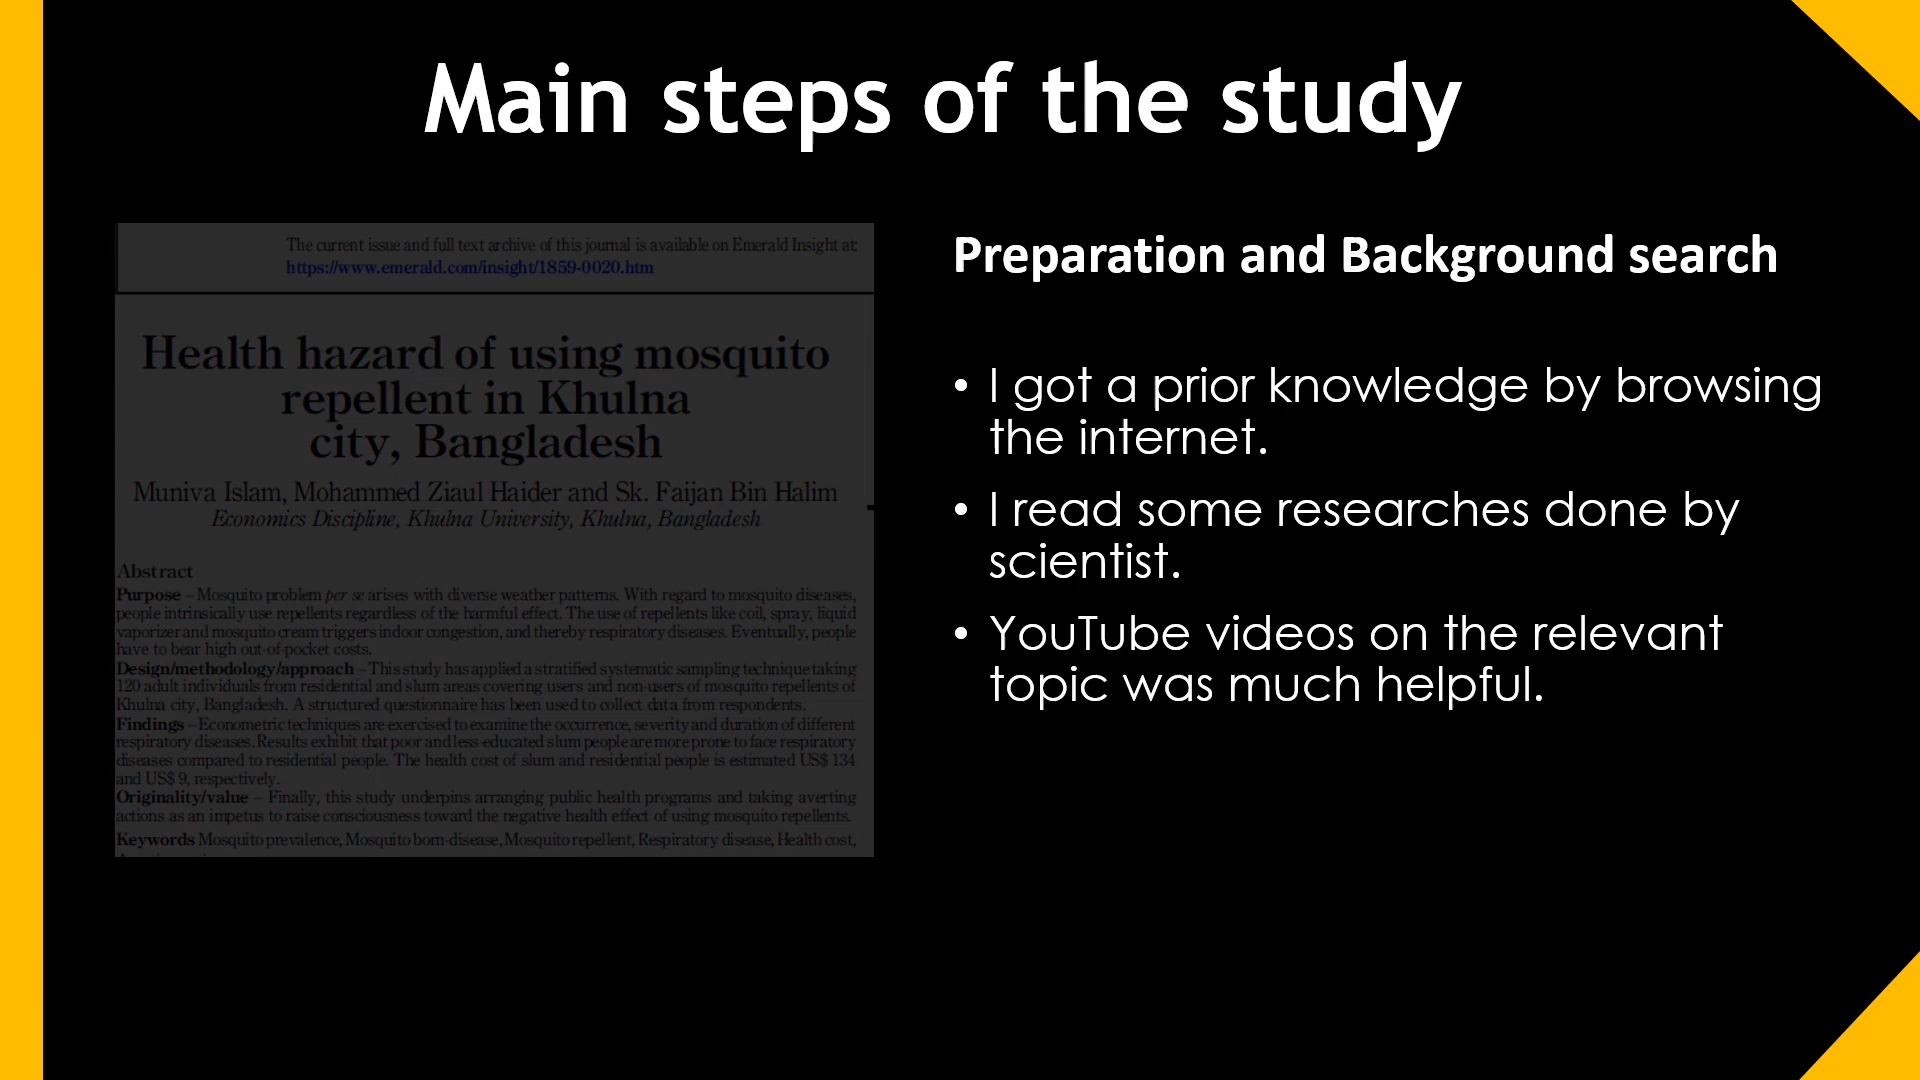 Main steps of the study
The current issue and full text archive of this journal is available on Emerald Insight at:
https://www.emerald.com/insight/1859-0020.htm
Health hazard of using mosquito
repellent in Khulna
city, Bangladesh
Muniva Islam, Mohammed Ziaul Haider and Sk. Faijan Bin Halim
Economics Discipline, Khulna University, Khulna, Bangladesh
Abstract
Purpose – Mosquito problem per se arises with diverse weather patterns. With regard to mosquito diseases,
people intrinsically use repellents regardless of the harmful effect. The use of repellents like coil, spray, liquid
vaporizer and mosquito cream triggers indoor congestion, and thereby respiratory diseases. Eventually, people
have to bear high out-of-pocket costs.
Design/methodology/approach – This study has applied a stratified systematic sampling technique taking
120 adult individuals from residential and slum areas covering users and non-users of mosquito repellents of
Khulna city, Bangladesh. A structured questionnaire has been used to collect data from respondents.
Findings – Econometric techniques are exercised to examine the occurrence, severity and duration of different
respiratory diseases. Results exhibit that poor and less-educated slum people are more prone to face respiratory
diseases compared to residential people. The health cost of slum and residential people is estimated US$ 134
and US$ 9, respectively.
Originality/value – Finally, this study underpins arranging public health programs and taking averting
actions as an impetus to raise consciousness toward the negative health effect of using mosquito repellents.
Keywords Mosquito prevalence, Mosquito born-disease, Mosquito repellent, Respiratory disease, Health cost,
Preparation and Background search
• I got a prior knowledge by browsing
the internet.
• I read some researches done by
scientist.
• YouTube videos on the relevant
topic was much helpful.